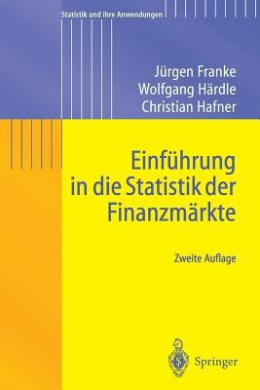 Statistik und ihre Anwendungen
Jürgen Franke
Wolfgang Härdle
Christian Hafner
Einführung
in die Statistik der
Finanzmärkte
Zweite Auflage
Springer